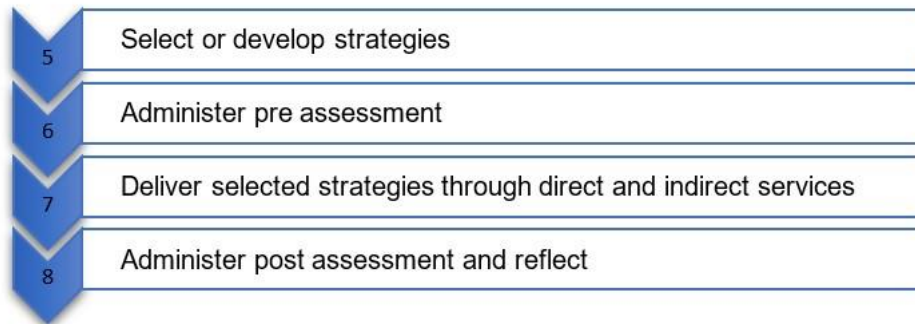 5 Select or develop strategies
6 Administer pre assessment
7 Deliver selected strategies through direct and indirect services
8 Administer post assessment and reflect